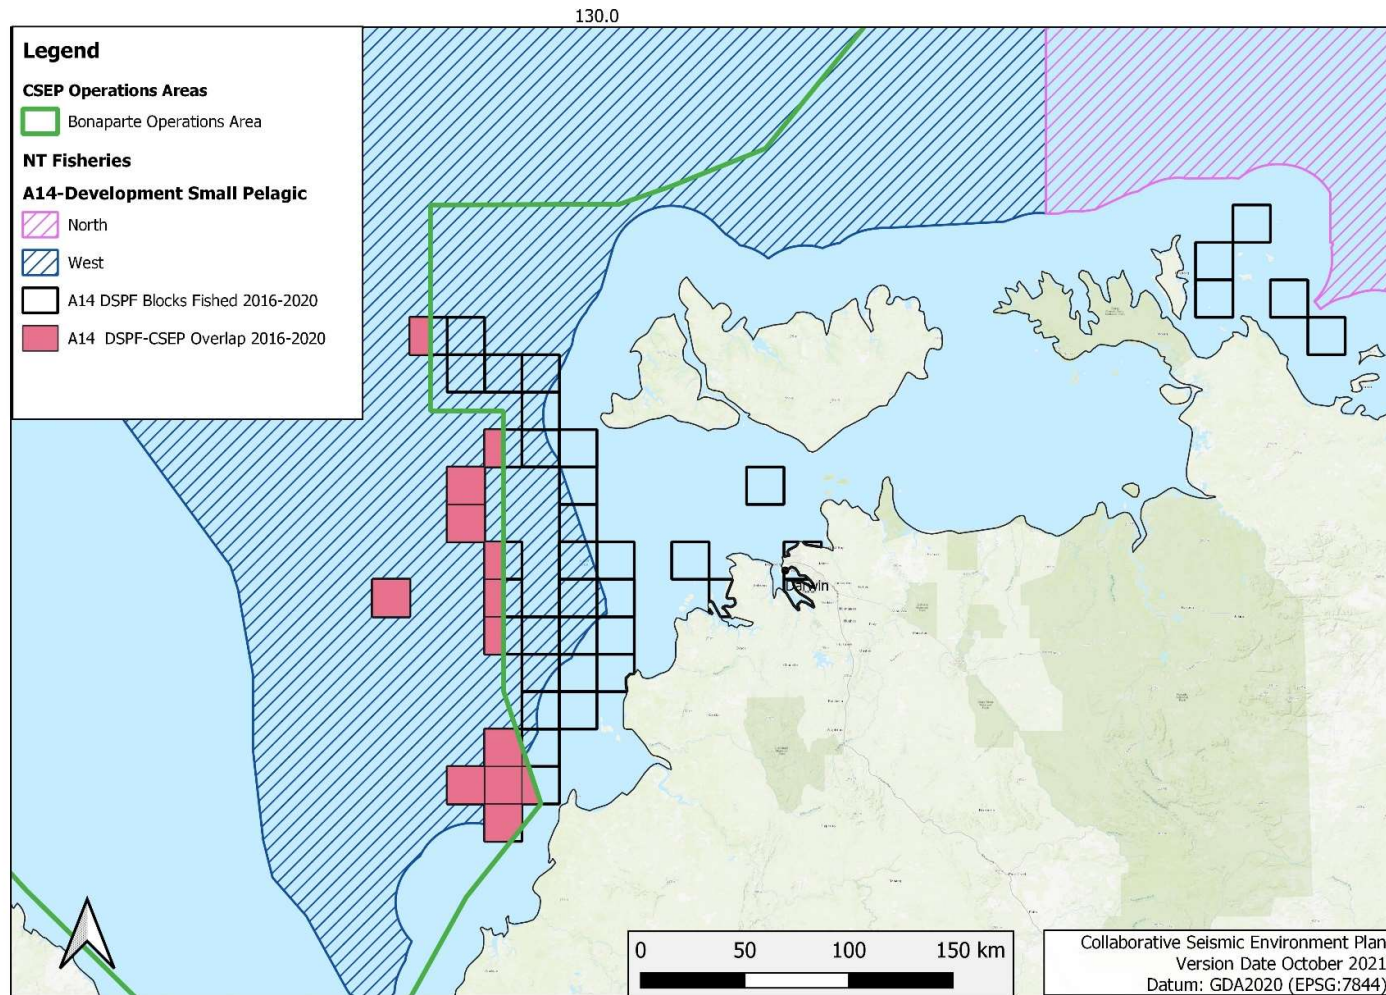 130.0
Legend
CSEP Operations Areas
Bonaparte Operations Area
NT Fisheries
A14-Development Small Pelagic
North
West
A14 DSPF Blocks Fished 2016-2020
A14 DSPF-CSEP Overlap 2016-2020
Darwin
0 50 100 150 km
Collaborative Seismic Environment Plan
Version Date October 2021
Datum: GDA2020 (EPSG:7844)